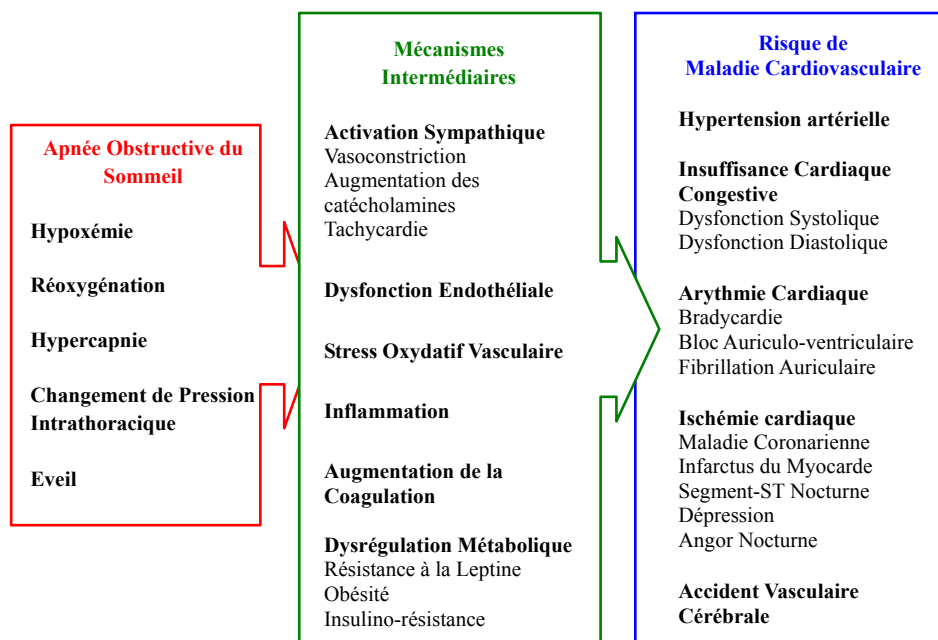 Apnée Obstructive du
Sommeil
Hypoxémie
Réoxygénation
Hypercapnie
Changement de Pression
Intrathoracique
Eveil
Mécanismes
Intermédiaires
Activation Sympathique
Vasoconstriction
Augmentation des
catécholamines
Tachycardie
Dysfonction Endothéliale
Stress Oxydatif Vasculaire
Inflammation
Augmentation de la
Coagulation
Dysrégulation Métabolique
Résistance à la Leptine
Obésité
Insulino-résistance
Risque de
Maladie Cardiovasculaire
Hypertension artérielle
Insuffisance Cardiaque
Congestive
Dysfonction Systolique
Dysfonction Diastolique
Arythmie Cardiaque
Bradycardie
Bloc Auriculo-ventriculaire
Fibrillation Auriculaire
Ischémie cardiaque
Maladie Coronarienne
Infarctus du Myocarde
Segment-ST Nocturne
Dépression
Angor Nocturne
Accident Vasculaire
Cérébrale